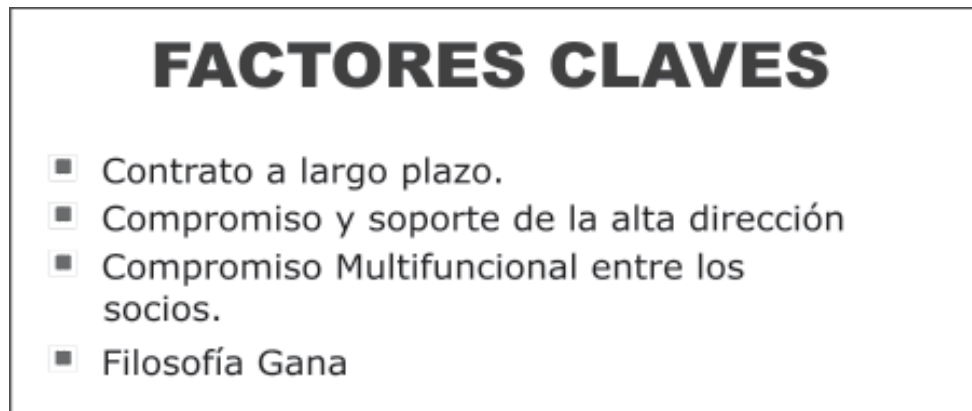 FACTORES CLAVES
Contrato a largo plazo.
Compromiso y soporte de la alta dirección
Compromiso Multifuncional entre los
socios.
Filosofía Gana